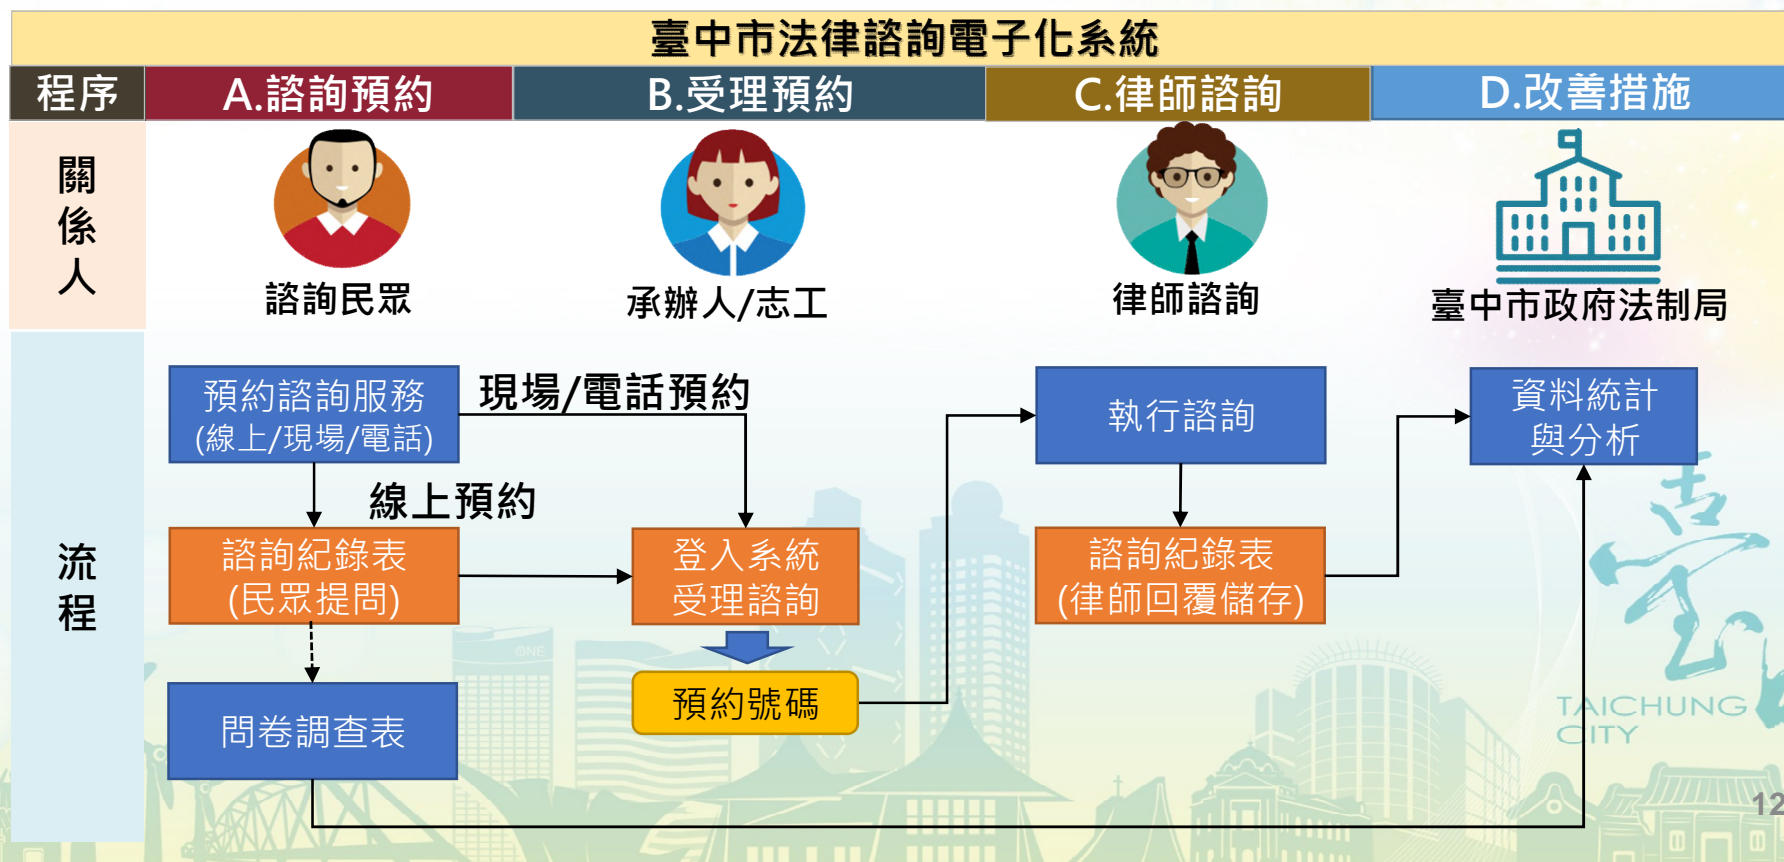 臺中市法律諮詢電子化系統
程序
A.諮詢預約
B.受理預約
C.律師諮詢
D.改善措施
關係人
諮詢民眾
承辦人/志工
律師諮詢
臺中市政府法制局
流程
預約諮詢服務
(線上/現場/電話)
現場/電話預約
線上預約
諮詢紀錄表
(民眾提問)
問卷調查表
登入系統
受理諮詢
預約號碼
執行諮詢
諮詢紀錄表
(律師回覆儲存)
資料統計
與分析
ONE
TAICHUNG
CITY
12